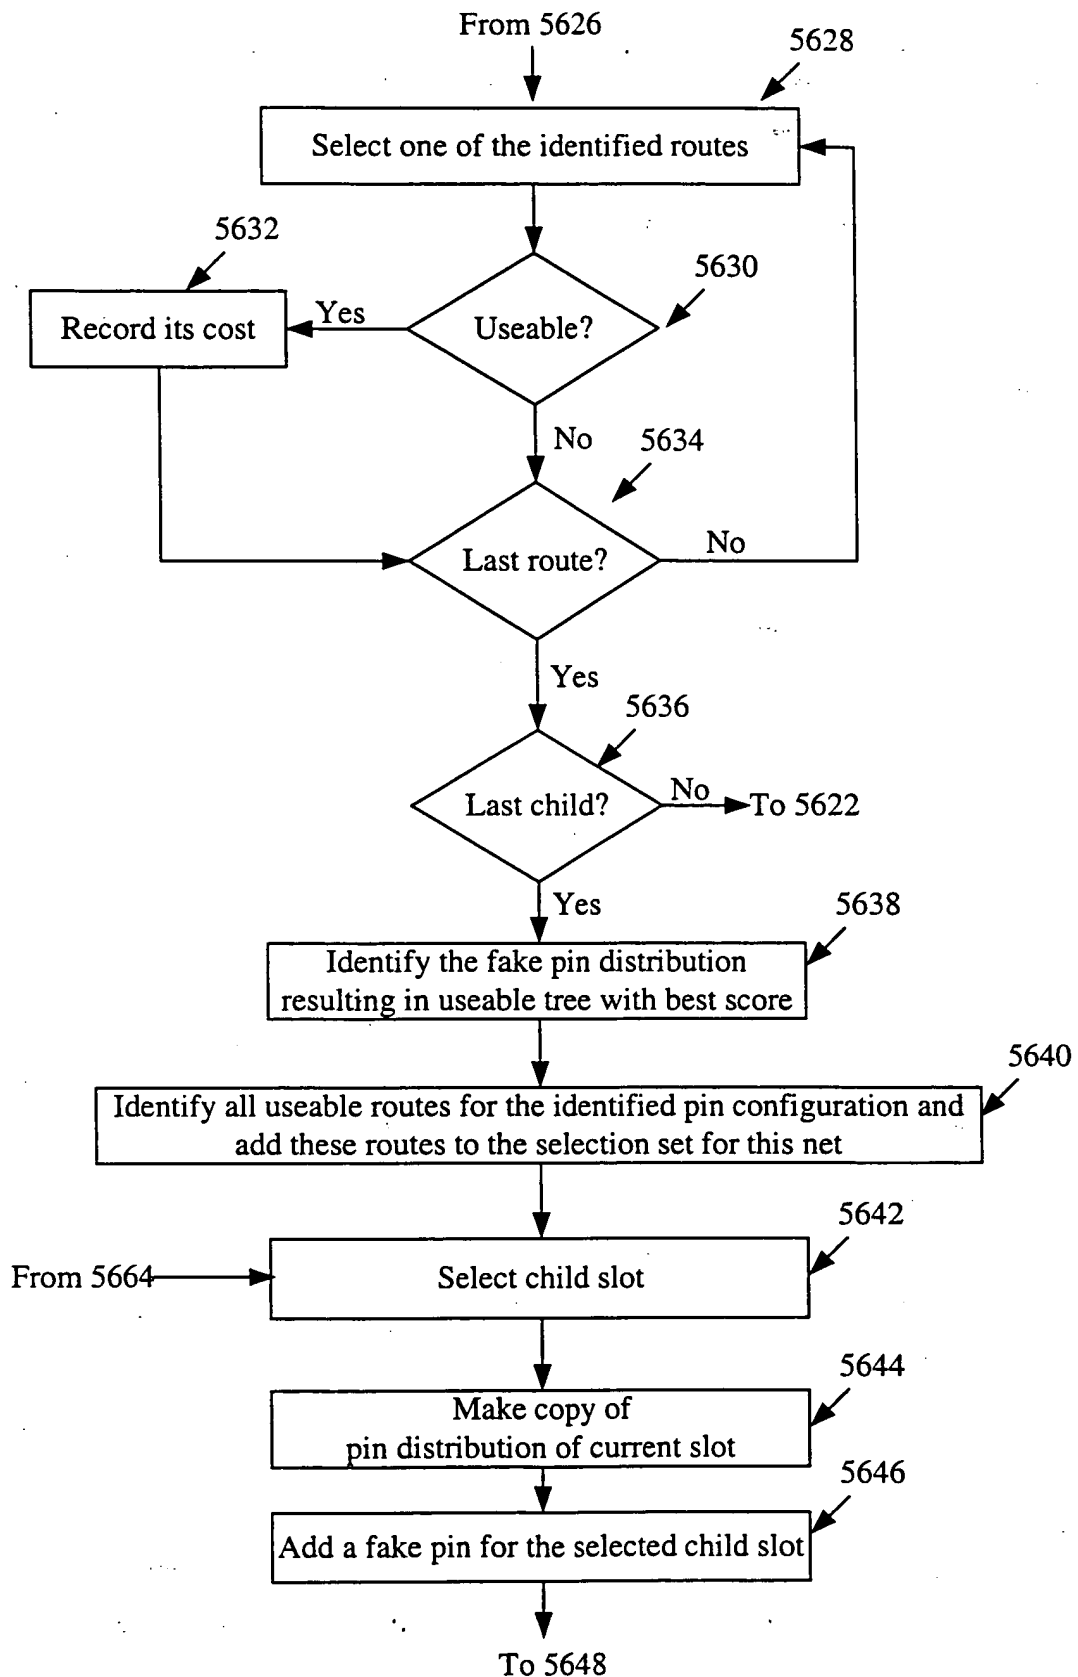 From 5626
5628
Select one of the identified routes
5632
5630
Record its cost
Yes
Useable?
No
5634
Last route?
No
Yes
5636
Last child?
No
To 5622
Yes
5638
Identify the fake pin distribution
resulting in useable tree with best score
5640
Identify all useable routes for the identified pin configuration and
add these routes to the selection set for this net
5642
From 5664
Select child slot
5644
Make copy of
pin distribution of current slot
5646
Add a fake pin for the selected child slot
To 5648